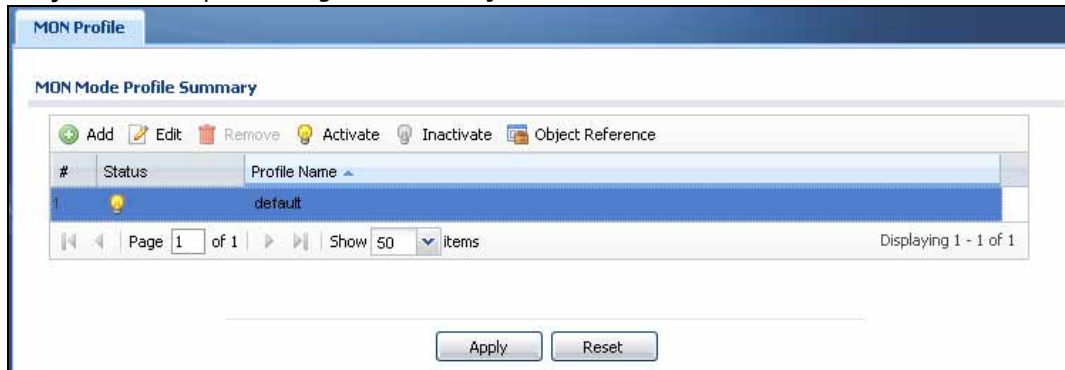 MON Profile
MON Mode Profile Summary
Add Edit Remove Activate Inactivate Object Reference
# Status Profile Name
1 default
Page 1 of 1 Show 50 items Displaying 1 - 1 of 1
Apply Reset